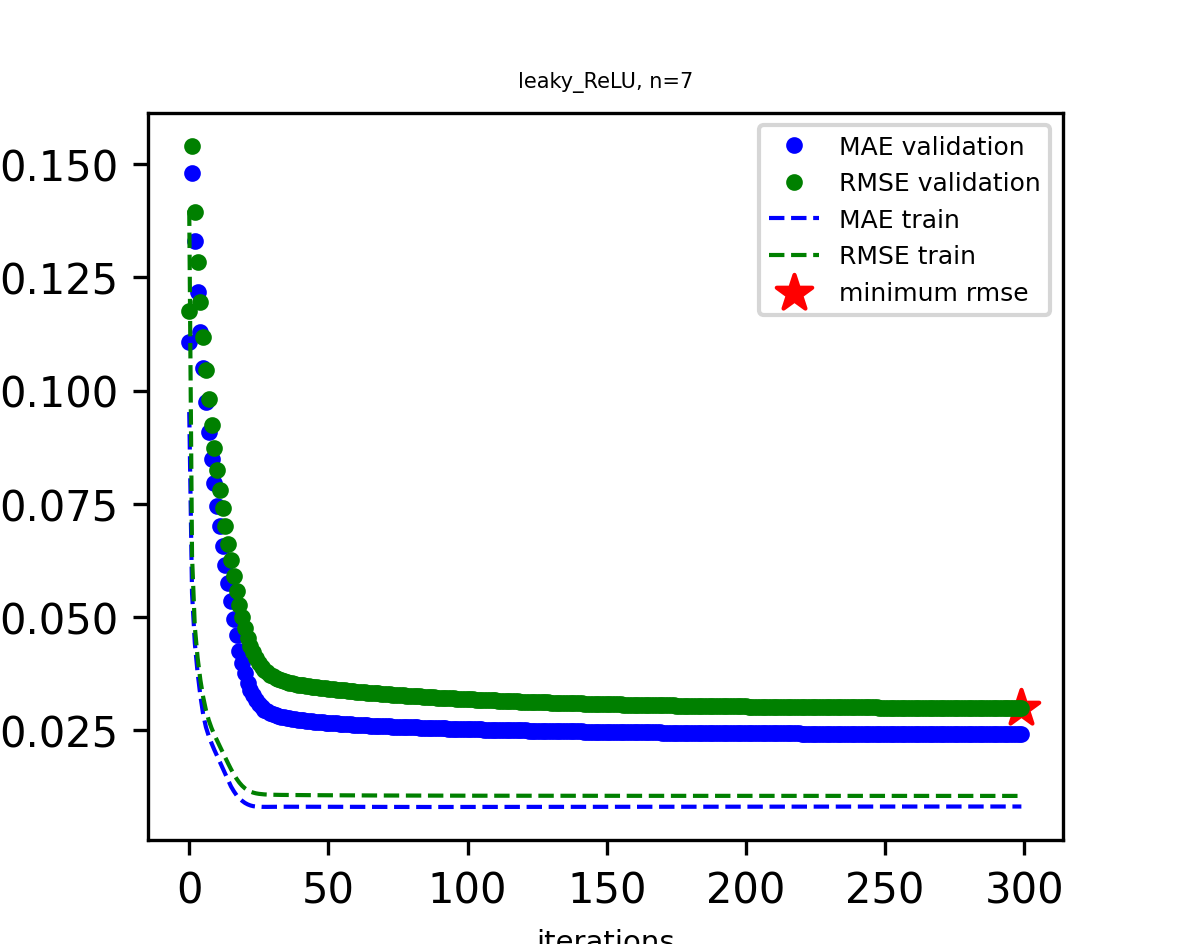 leaky_ReLU, n=7
MAE validation
RMSE validation
MAE train
RMSE train
minimum rmse
0.150
0.125
0.100
0.075
0.050
0.025
0 50 100 150 200 250 300
iterations